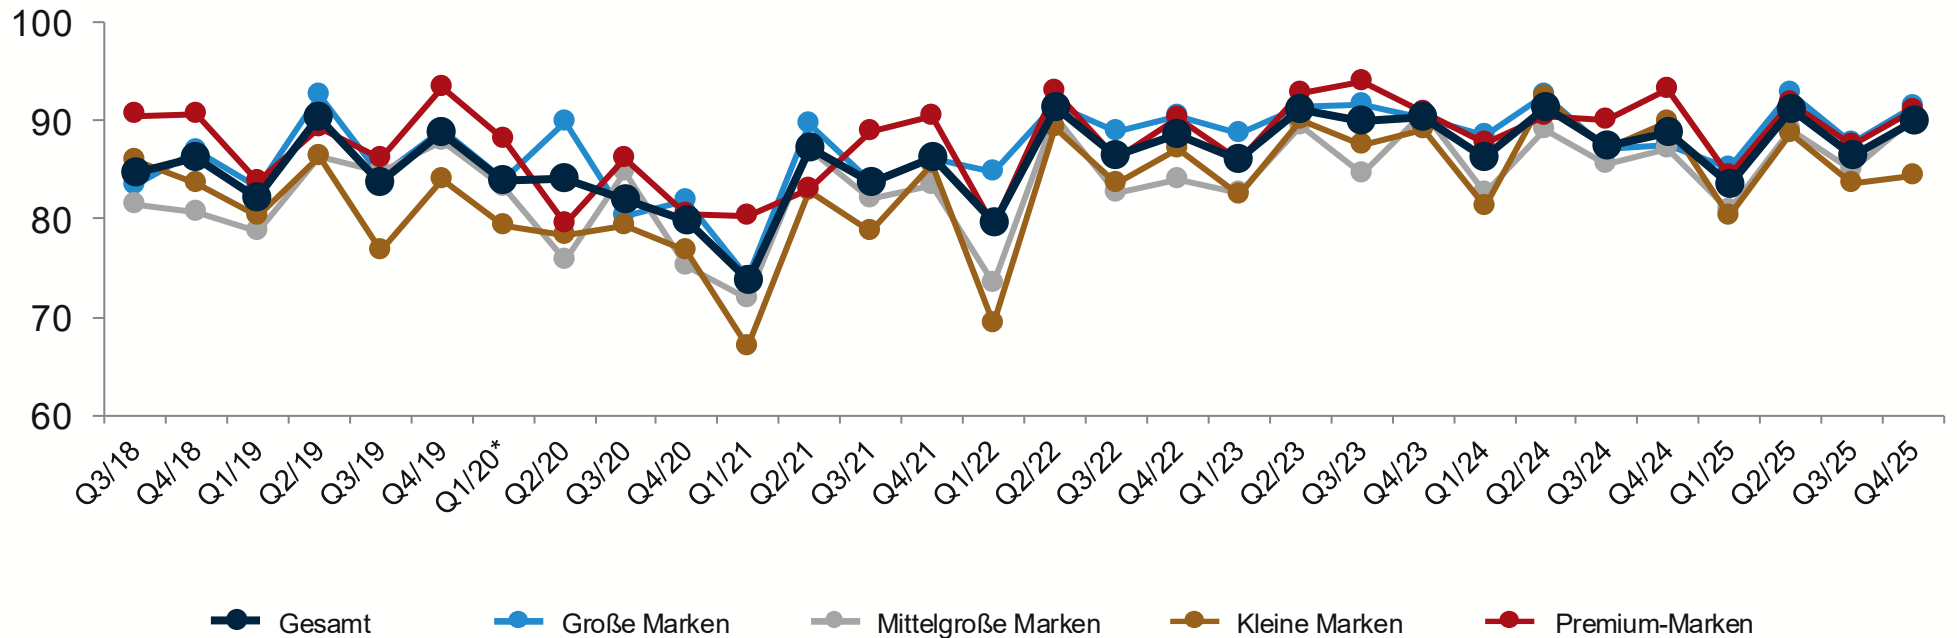 100
90
80
70
60
Q3/18 Q4/18 Q1/19 Q2/19 Q3/19 Q4/19 Q1/20* Q2/20 Q3/20 Q4/20 Q1/21 Q2/21 Q3/21 Q4/21 Q1/22 Q2/22 Q3/22 Q4/22 Q1/23 Q2/23 Q3/23 Q4/23 Q1/24 Q2/24 Q3/24 Q4/24 Q1/25 Q2/25 Q3/25 Q4/25
Gesamt Große Marken Mittelgroße Marken Kleine Marken Premium-Marken